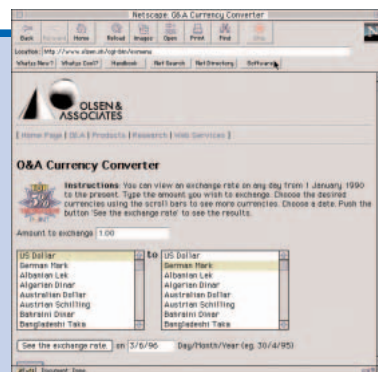 Netscape: O&A Currency Converter
Back Forward Home Reload Images Open Print Find Stop
Location: http://www.olsen.ch/cgi-bin/exmenu
What's New? What's Cool? Handbook Net Search Net Directory Software
OLSEN &
ASSOCIATES
[ Home Page | O&A | Products | Research | Web Services ]
O&A Currency Converter
Instructions: You can view an exchange rate on any day from 1 January 1990
to the present. Type the amount you wish to exchange. Choose the desired
currencies using the scroll bars to see more currencies. Choose a date. Push the
button 'See the exchange rate' to see the results.
Amount to exchange 1.00
US Dollar to US Dollar
German Mark German Mark
Albanian Lek Albanian Lek
Algerian Dinar Algerian Dinar
Australian Dollar Australian Dollar
Austrian Schilling Austrian Schilling
Bahraini Dinar Bahraini Dinar
Bangladeshi Taka Bangladeshi Taka
See the exchange rate. on 3/6/96 Day/Month/Year (eg. 30/4/95)